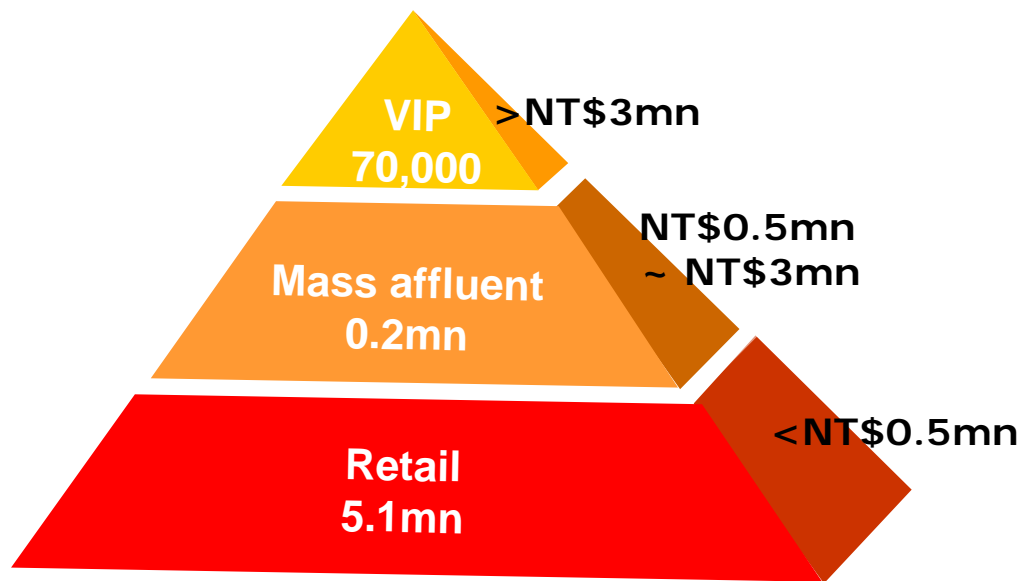 VIP
70,000
>NT$3mn
Mass affluent
0.2mn
NT$0.5mn
~ NT$3mn
Retail
5.1mn
<NT$0.5mn